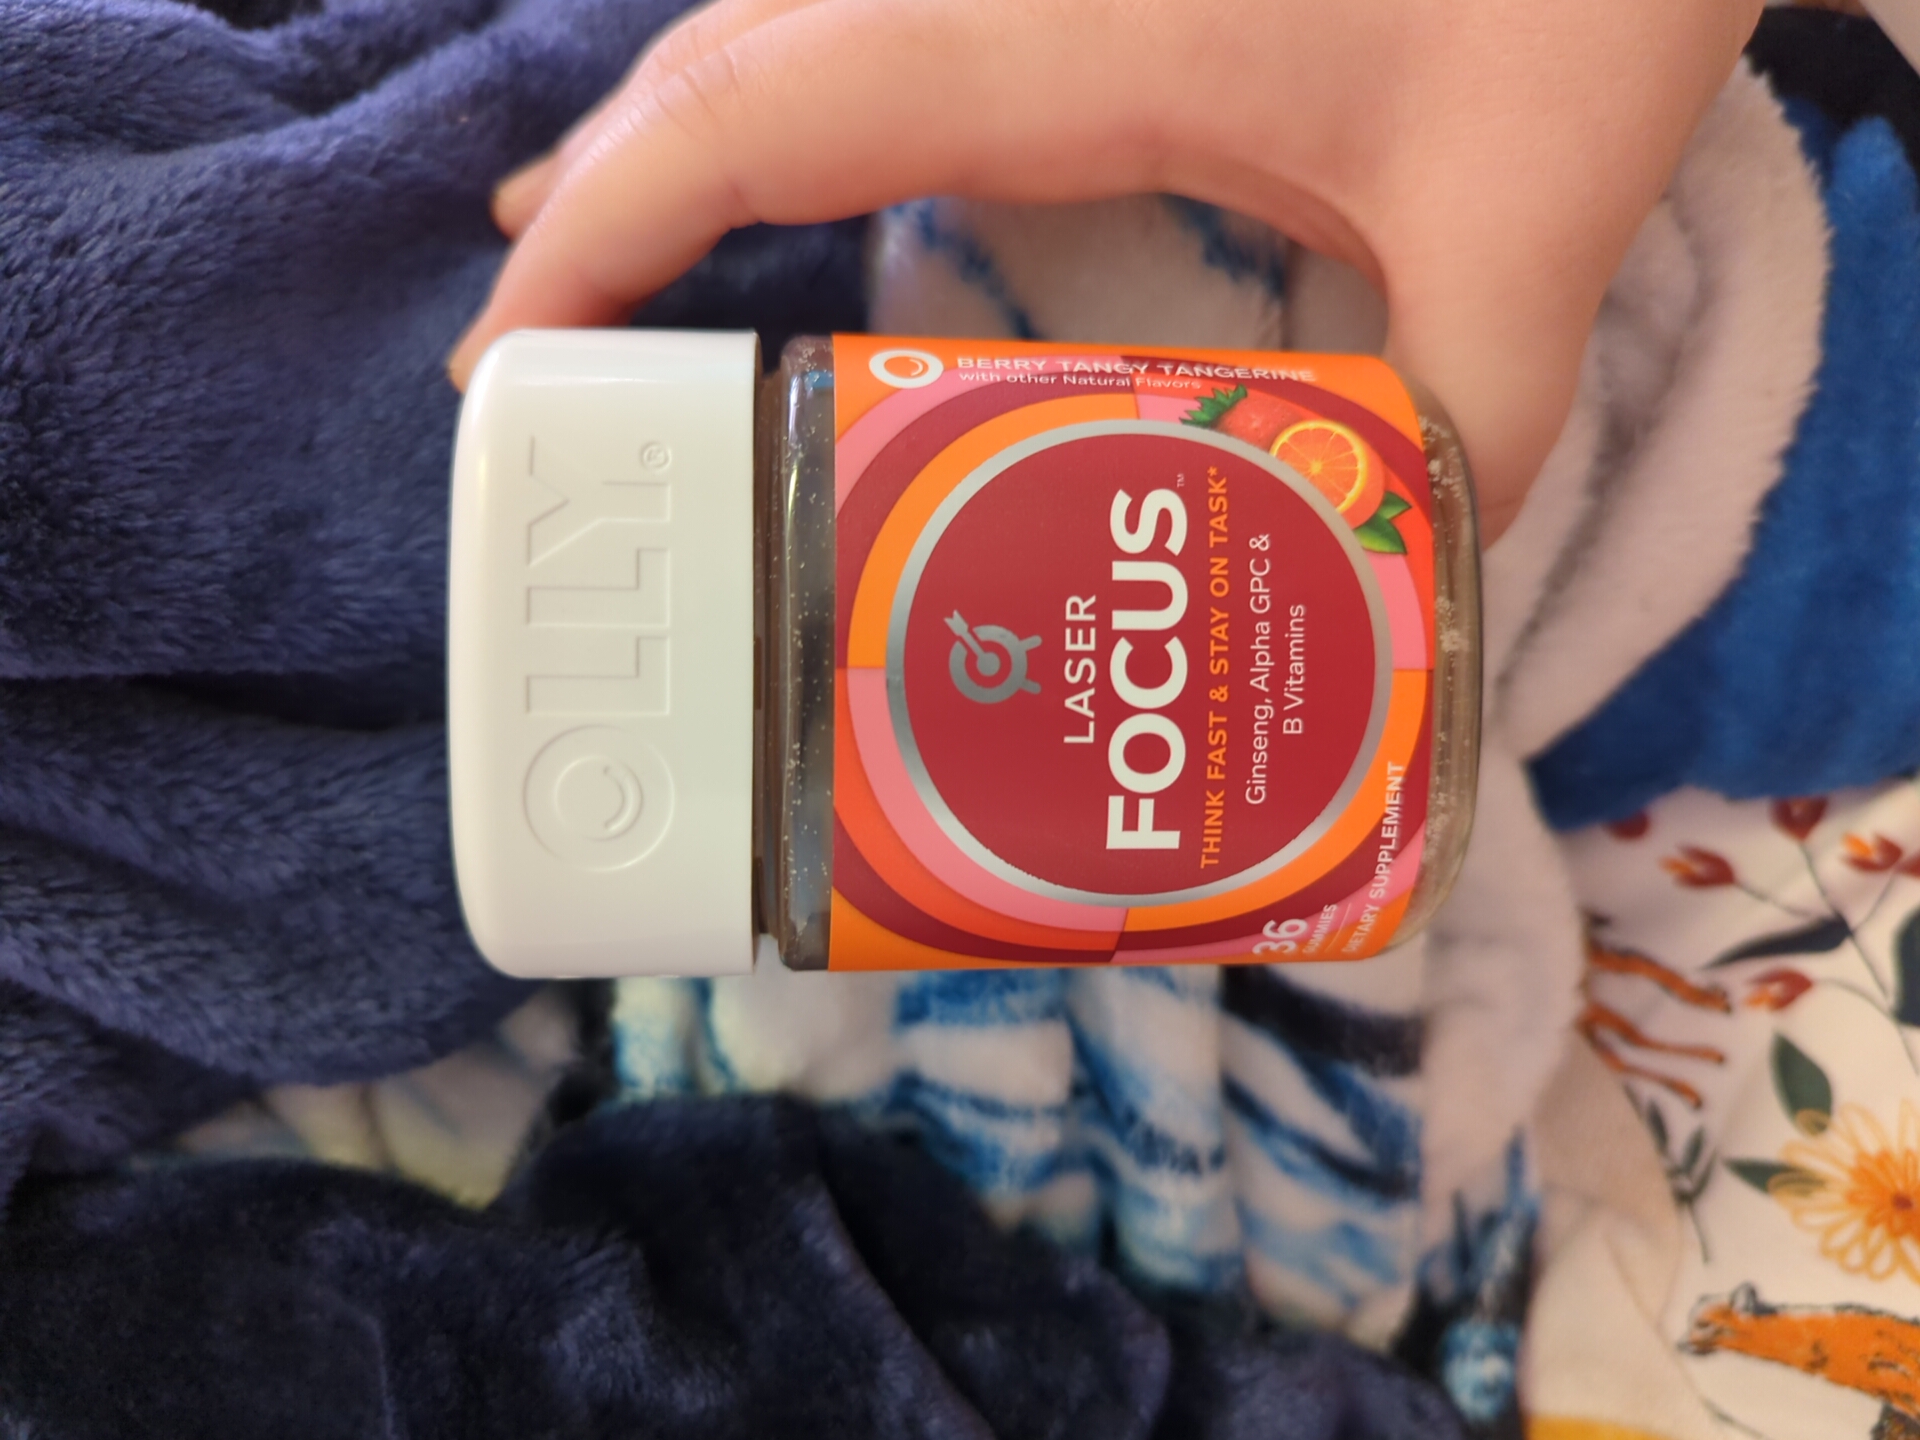 OLLY®
BERRY TANGY TANGERINE
with other Natural Flavors
LASER
FOCUS™
THINK FAST & STAY ON TASK*
Ginseng, Alpha GPC &
B Vitamins
36
GUMMIES
DIETARY SUPPLEMENT